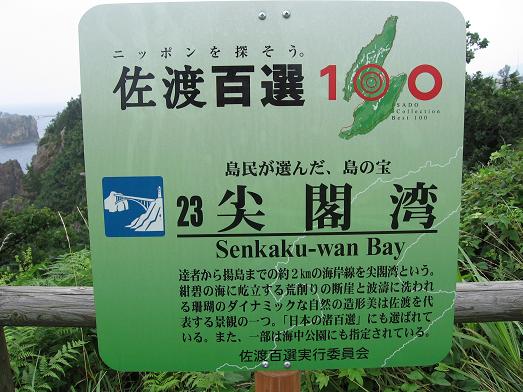 ニッポンを探そう。
佐渡百選 100
SADO
Collection
Best 100
島民が選んだ、島の宝
23 尖閣湾
Senkaku-wan Bay
達者から揚島までの約2㎞の海岸線を尖閣湾という。
紺碧の海に屹立する荒削りの断崖と波濤に洗われ
る珊瑚のダイナミックな自然の造形美は佐渡を代
表する景観の一つ。「日本の渚百選」にも選ばれて
いる。また、一部は海中公園にも指定されている。
佐渡百選実行委員会